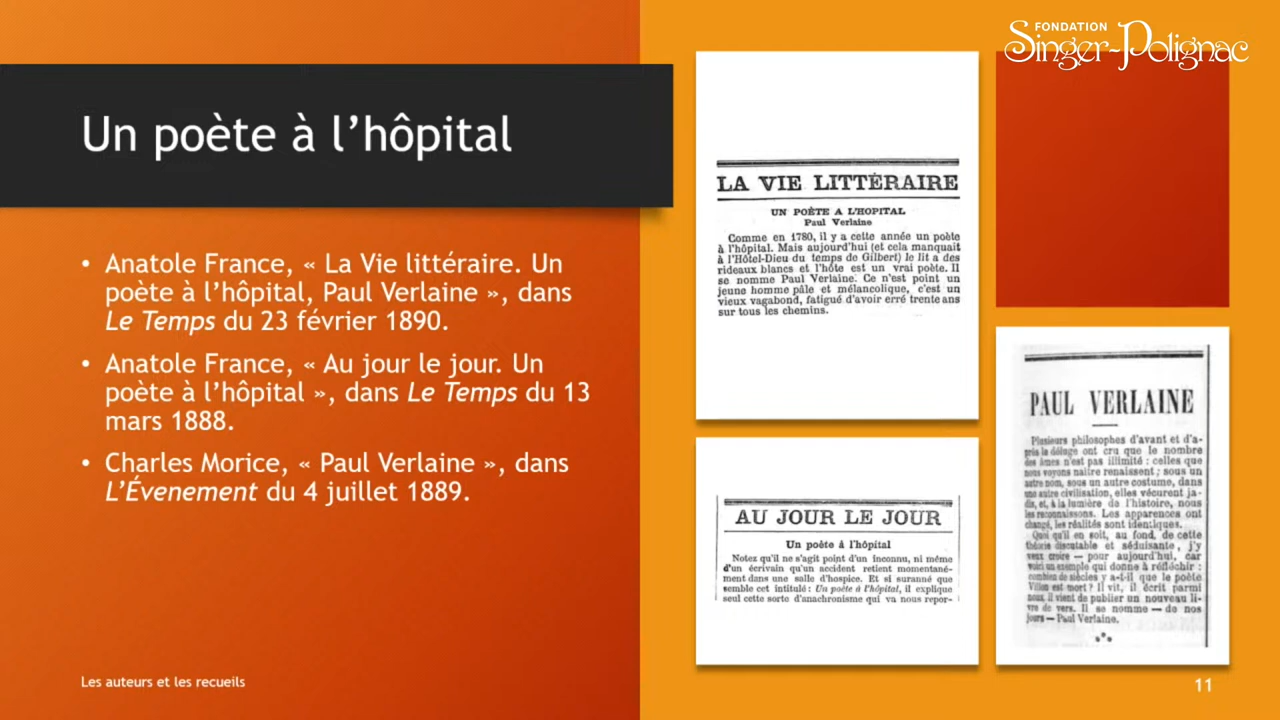 FONDATION
Singer-Polignac
Un poète à l’hôpital
• Anatole France, « La Vie littéraire. Un
poète à l’hôpital, Paul Verlaine », dans
Le Temps du 23 février 1890.
• Anatole France, « Au jour le jour. Un
poète à l’hôpital », dans Le Temps du 13
mars 1888.
• Charles Morice, « Paul Verlaine », dans
L’Évenement du 4 juillet 1889.
LA VIE LITTÉRAIRE
UN POÈTE A L'HOPITAL
Paul Verlaine
Comme en 1780, il y a cette année un poète
à l'hôpital. Mais aujourd'hui (et cela manquait
à l'Hôtel-Dieu du temps de Gilbert) le lit a des
rideaux blancs et l'hôte est un vrai poète. Il
se nomme Paul Verlaine. Ce n'est point un
jeune homme pâle et mélancolique, c'est un
vieux vagabond, fatigué d'avoir erré trente ans
sur tous les chemins.
AU JOUR LE JOUR
Un poète à l'hôpital
Notez qu'il ne s'agit point d'un inconnu, ni même
d'un écrivain qu'un accident retient momentané-
ment dans une salle d'hospice. Et si suranné que
semble cet intitulé : Un poète à l'hôpital, il explique
seul cette sorte d'anachronisme qui va nous repor-
PAUL VERLAINE
Plusieurs philosophes d'avant et d'a-
près le déluge ont cru que le nombre
des âmes n'est pas illimité : celles que
nous voyons naître renaissent ; sous un
autre nom, sous un autre costume, dans
une autre civilisation, elles vécurent ja-
dis, et, à la lumière de l'histoire, nous
les reconnaissons. Les apparences ont
changé, les réalités sont identiques.
Quoi qu'il en soit, au fond, de cette
théorie discutable et séduisante, j'y
veux croire — pour aujourd'hui, car
voici un exemple qui donne à réfléchir :
combien de siècles y a-t-il que le poète
Villon est mort ? Il vit, il écrit parmi
nous, il vient de publier un nouveau li-
vre de vers. Il se nomme — de nos
jours — Paul Verlaine.
Les auteurs et les recueils
11